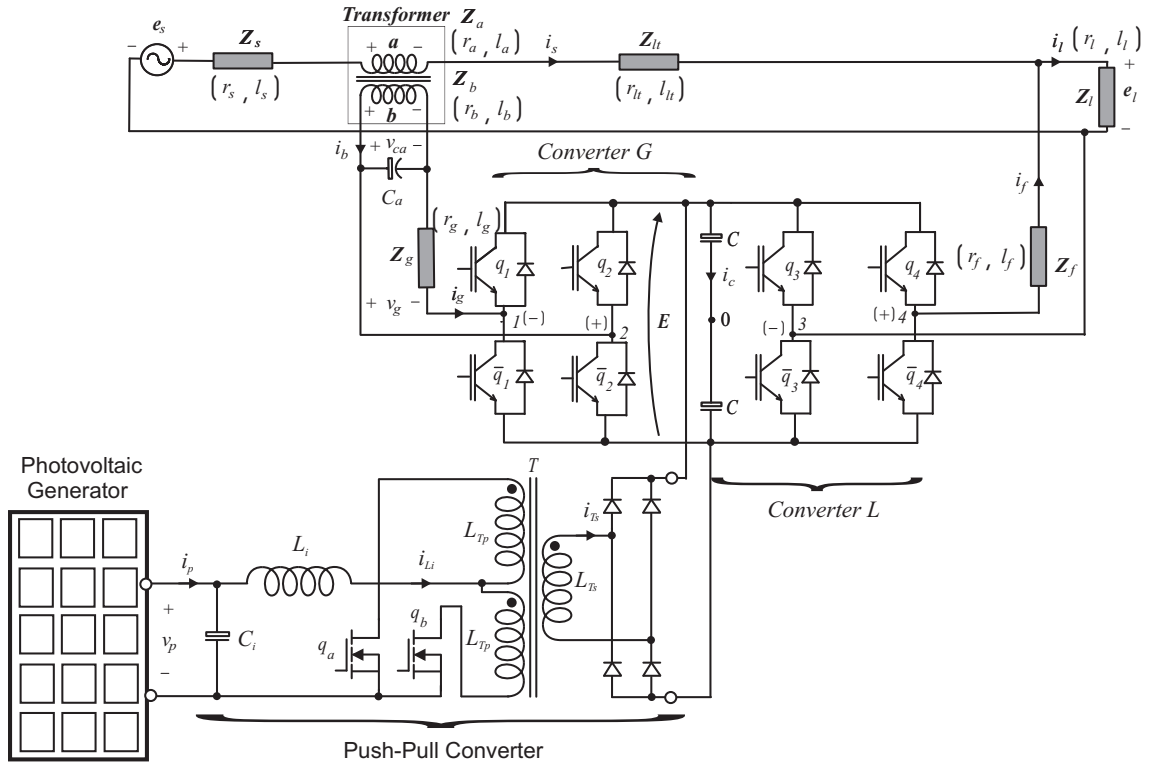 e_s
Transformer
Z_a
- +
Z_s
(r_s , l_s)
+ a -
(r_a , l_a)
i_s
Z_lt
(r_lt , l_lt)
i_l
(r_l , l_l)
+
Z_l
e_l
-
Z_b
(r_b , l_b)
+ b -
i_b
+ v_ca -
C_a
Converter G
i_f
(r_g , l_g)
Z_g
+ v_g -
i_g
q_1
q_2
E
C
i_c
0
C
q_3
q_4
(r_f , l_f)
Z_f
1 (-)
(+) 2
(-) 3
(+) 4
q̅_1
q̅_2
q̅_3
q̅_4
Photovoltaic
Generator
T
Converter L
L_Tp
i_Ts
L_Ts
i_p
L_i
i_Li
+
v_p
-
C_i
q_a
q_b
L_Tp
Push-Pull Converter